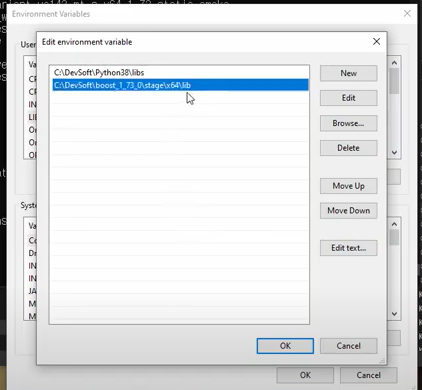 Environment Variables
Edit environment variable
C:\DevSoft\Python38\libs
C:\DevSoft\boost_1_73_0\stage\x64\lib
New
Edit
Browse...
Delete
Move Up
Move Down
Edit text...
OK
Cancel
User
Va
CF
CF
IN
LII
Or
Or
OI
Syste
Va
Co
Dr
IN
IN
JA
M
M
OK
Cancel